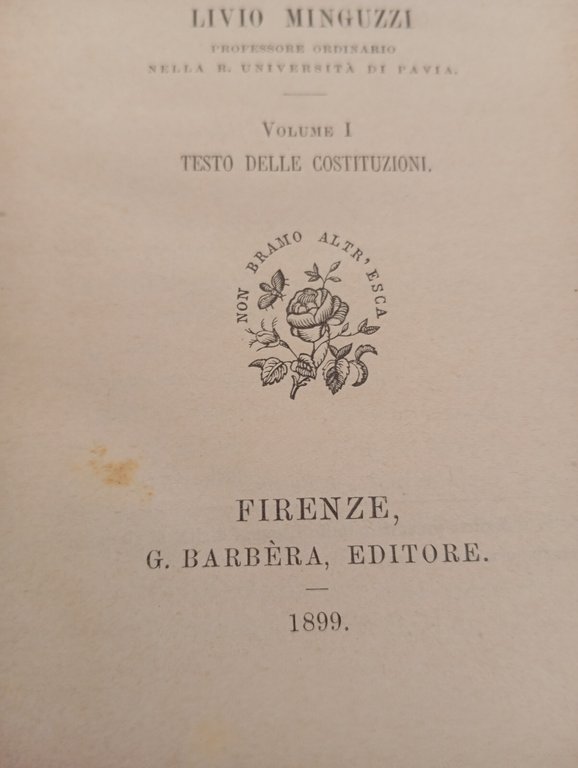 LIVIO MINGUZZI
PROFESSORE ORDINARIO
NELLA R. UNIVERSITÀ DI PAVIA.
VOLUME I
TESTO DELLE COSTITUZIONI.
NON BRAMO ALTR' ESCA
FIRENZE,
G. BARBÈRA, EDITORE.
1899.